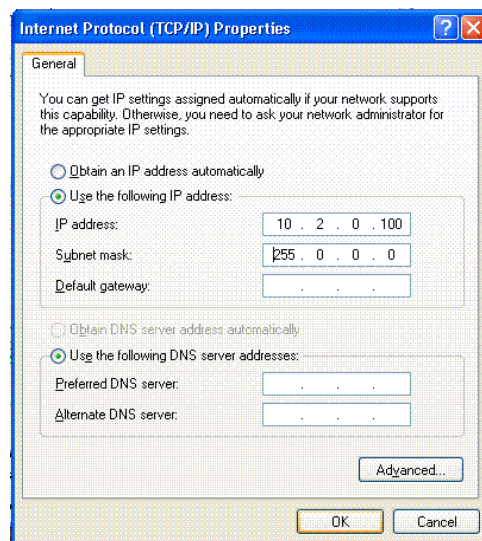 Internet Protocol (TCP/IP) Properties
General
You can get IP settings assigned automatically if your network supports
this capability. Otherwise, you need to ask your network administrator for
the appropriate IP settings.
Obtain an IP address automatically
Use the following IP address:
IP address: 10 . 2 . 0 . 100
Subnet mask: 255 . 0 . 0 . 0
Default gateway: . . .
Obtain DNS server address automatically
Use the following DNS server addresses:
Preferred DNS server: . . .
Alternate DNS server: . . .
Advanced...
OK Cancel